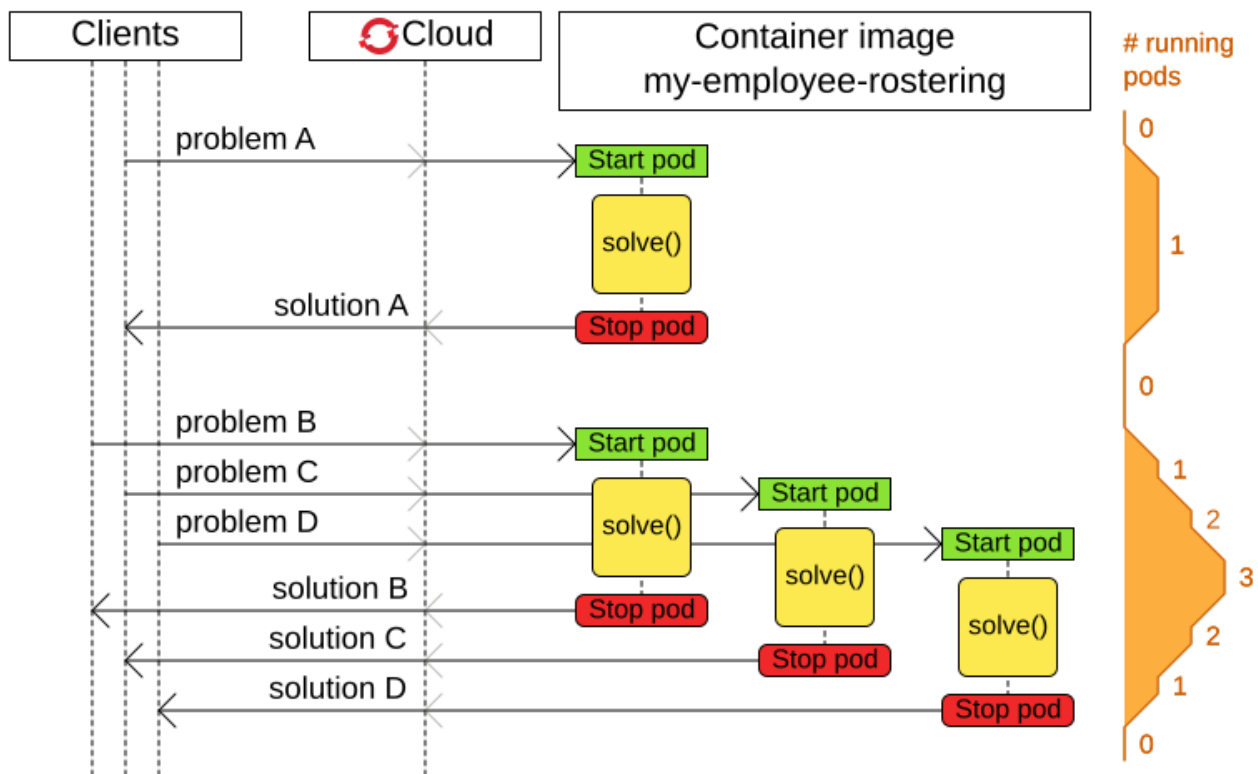 Clients
Cloud
Container image
my-employee-rostering
# running
pods
0
problem A
Start pod
solve()
1
solution A
Stop pod
0
problem B
Start pod
problem C
Start pod
1
problem D
solve()
Start pod
2
solve()
3
solution B
Stop pod
solve()
solution C
Stop pod
2
solution D
Stop pod
1
0